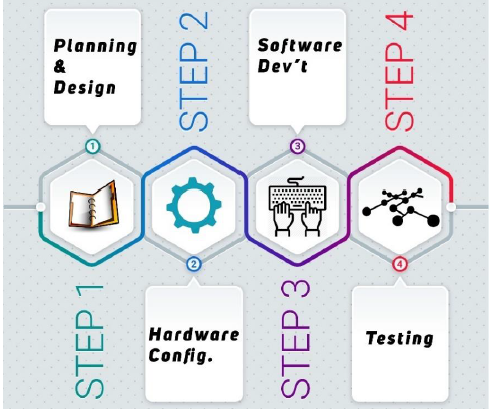 Planning
&
Design
STEP 2
Software
Dev't
STEP 4
1
3
2
4
STEP 1
Hardware
Config.
STEP 3
Testing